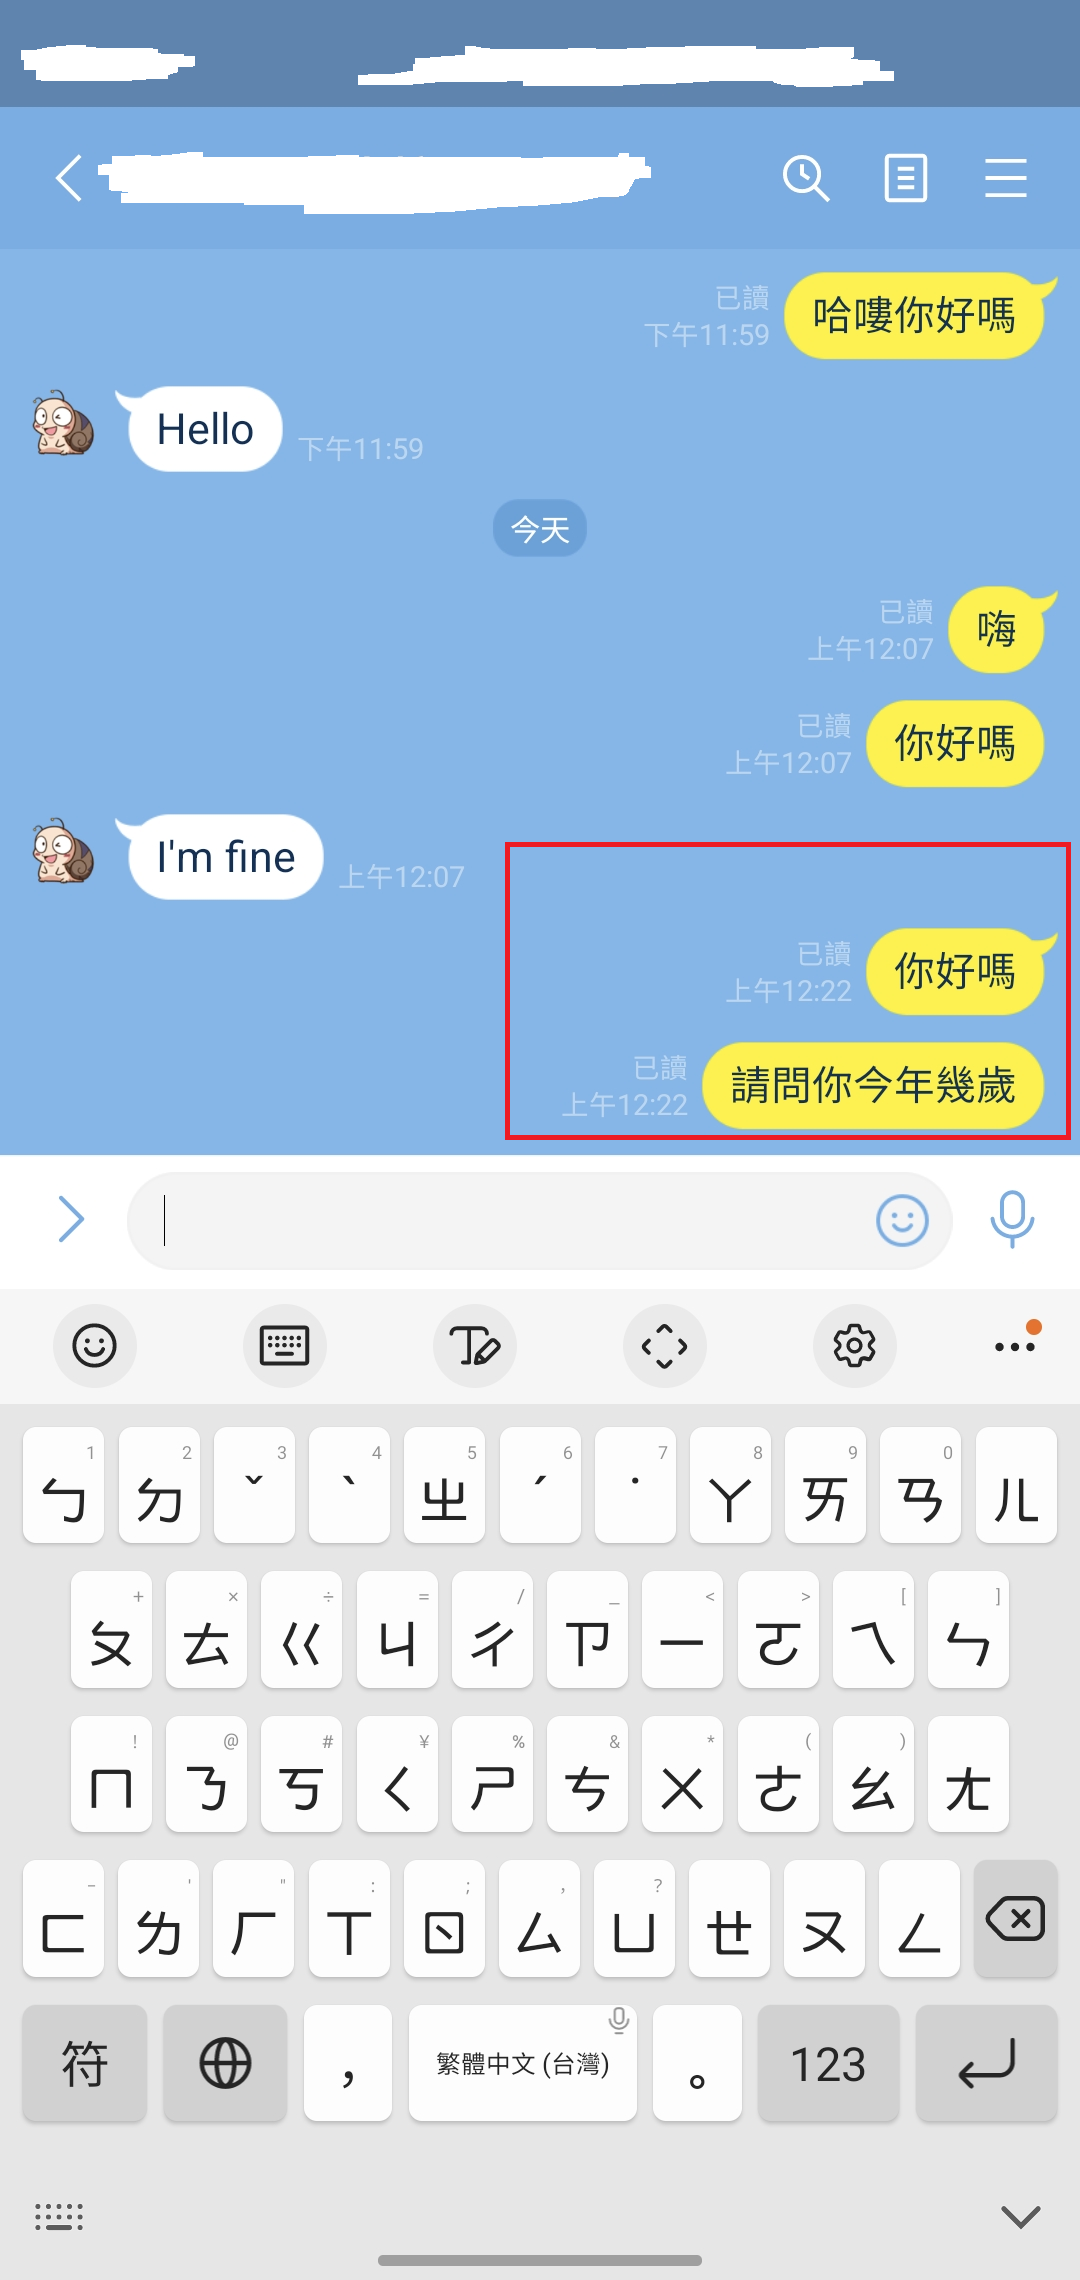 已讀
下午11:59
哈嘍你好嗎
Hello
下午11:59
今天
已讀
上午12:07
嗨
已讀
上午12:07
你好嗎
I'm fine
上午12:07
已讀
上午12:22
你好嗎
已讀
上午12:22
請問你今年幾歲
1 2 3 4 5 6 7 8 9 0
ㄅ ㄉ ˇ ˋ ㄓ ˊ ˙ ㄚ ㄞ ㄢ ㄦ
+ × ÷ = / _ < > [ ]
ㄆ ㄊ ㄍ ㄐ ㄔ ㄗ ㄧ ㄛ ㄟ ㄣ
! @ # ¥ % & * ( )
ㄇ ㄋ ㄎ ㄑ ㄕ ㄘ ㄨ ㄜ ㄠ ㄤ
- ' " : ; , ?
ㄈ ㄌ ㄏ ㄒ ㄖ ㄙ ㄩ ㄝ ㄡ ㄥ
符 , 繁體中文 (台灣) 。 123